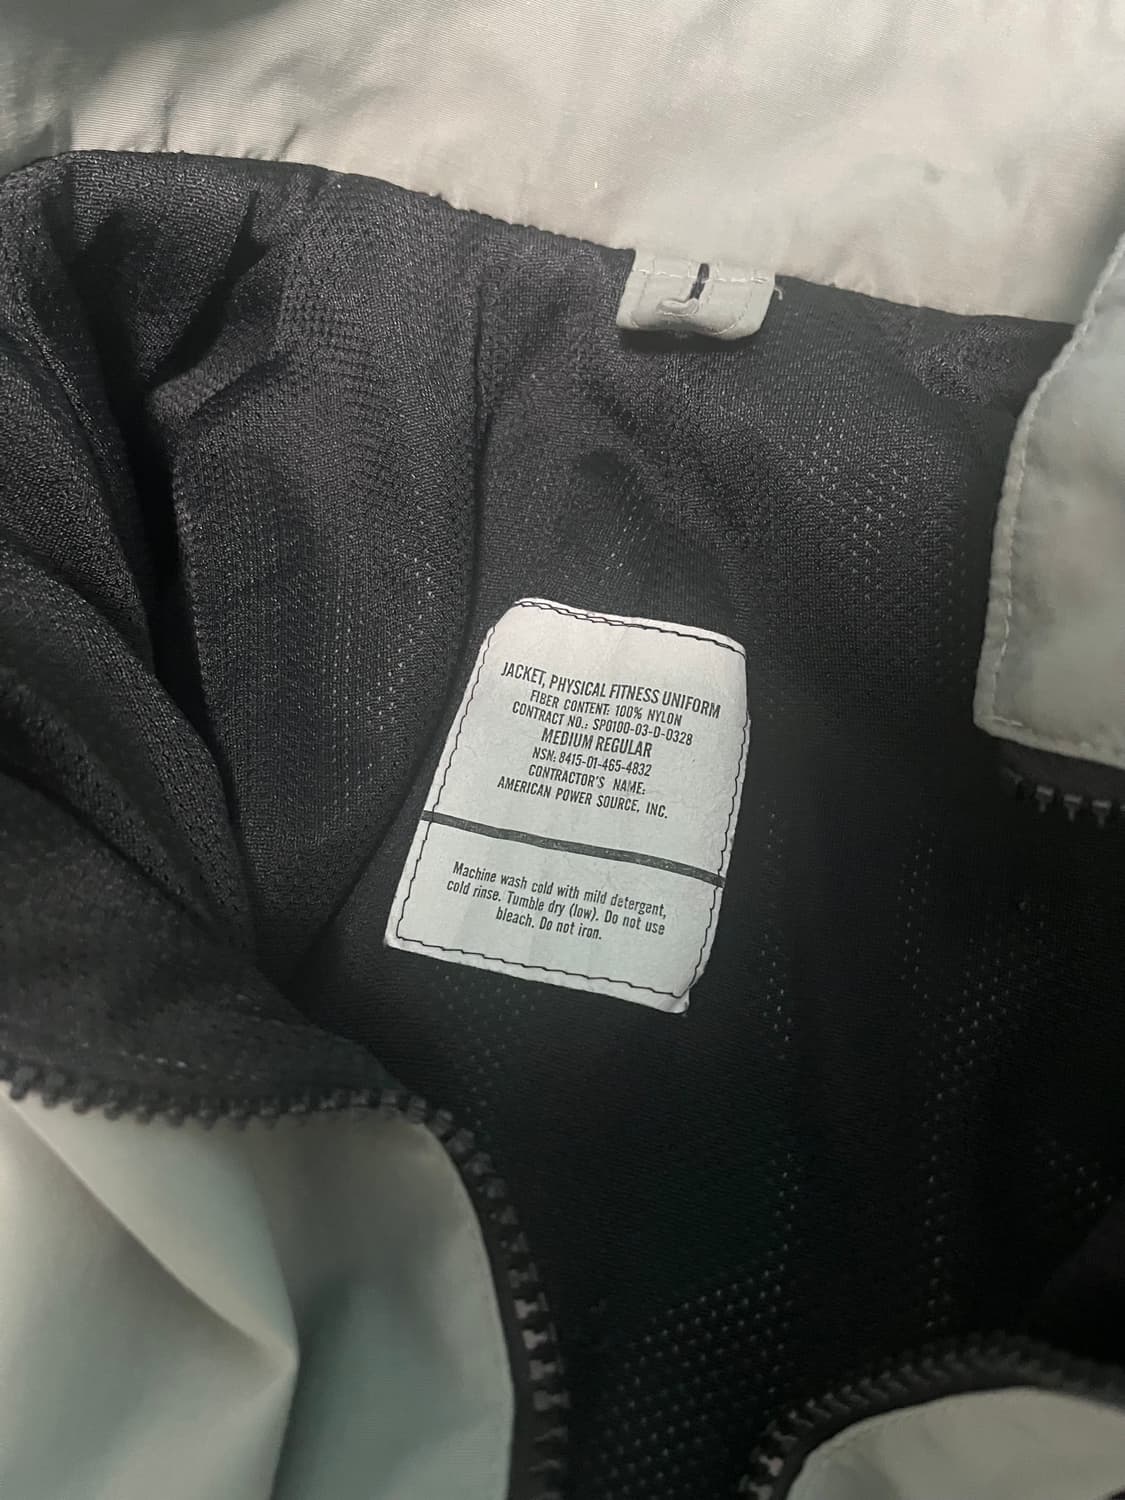 JACKET, PHYSICAL FITNESS UNIFORM
FIBER CONTENT: 100% NYLON
CONTRACT NO.: SP0100-03-D-0328
MEDIUM REGULAR
NSN: 8415-01-465-4832
CONTRACTOR'S NAME:
AMERICAN POWER SOURCE, INC.
Machine wash cold with mild detergent,
cold rinse. Tumble dry (low). Do not use
bleach. Do not iron.